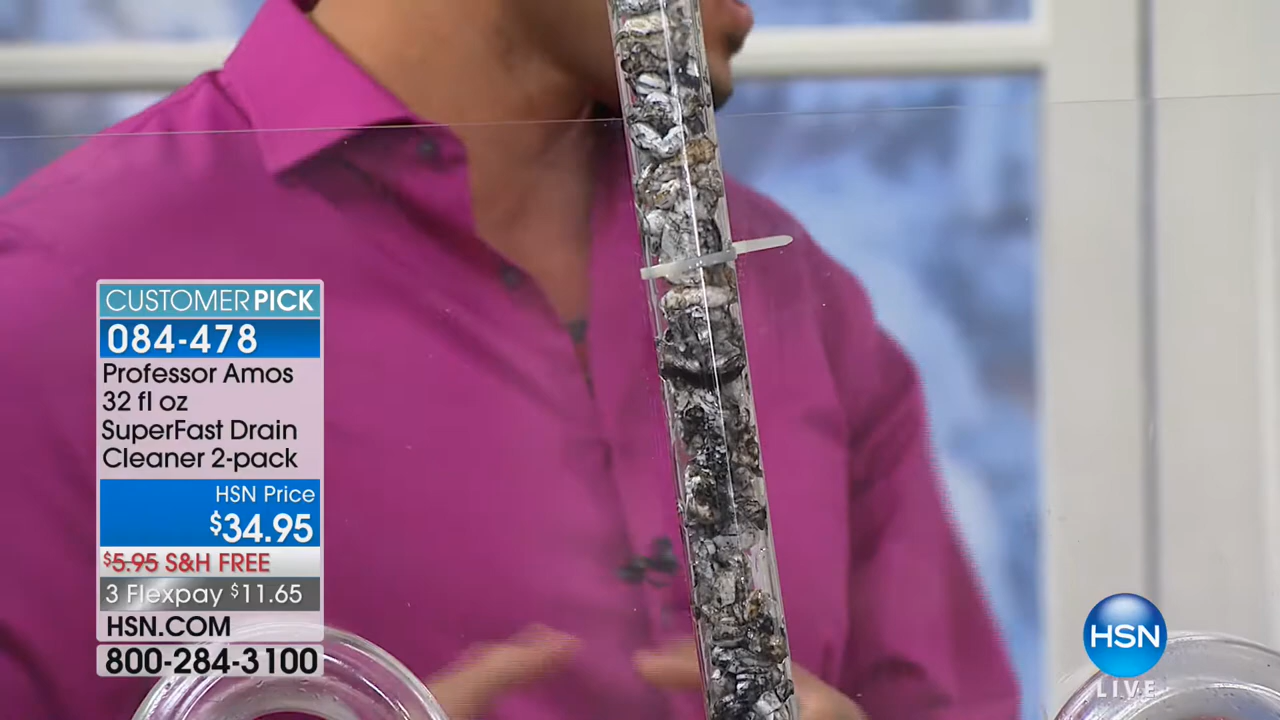 CUSTOMERPICK
084-478
Professor Amos
32 fl oz
SuperFast Drain
Cleaner 2-pack
HSN Price
$34.95
$5.95 S&H FREE
3 Flexpay $11.65
HSN.COM
800-284-3100
HSN
LIVE